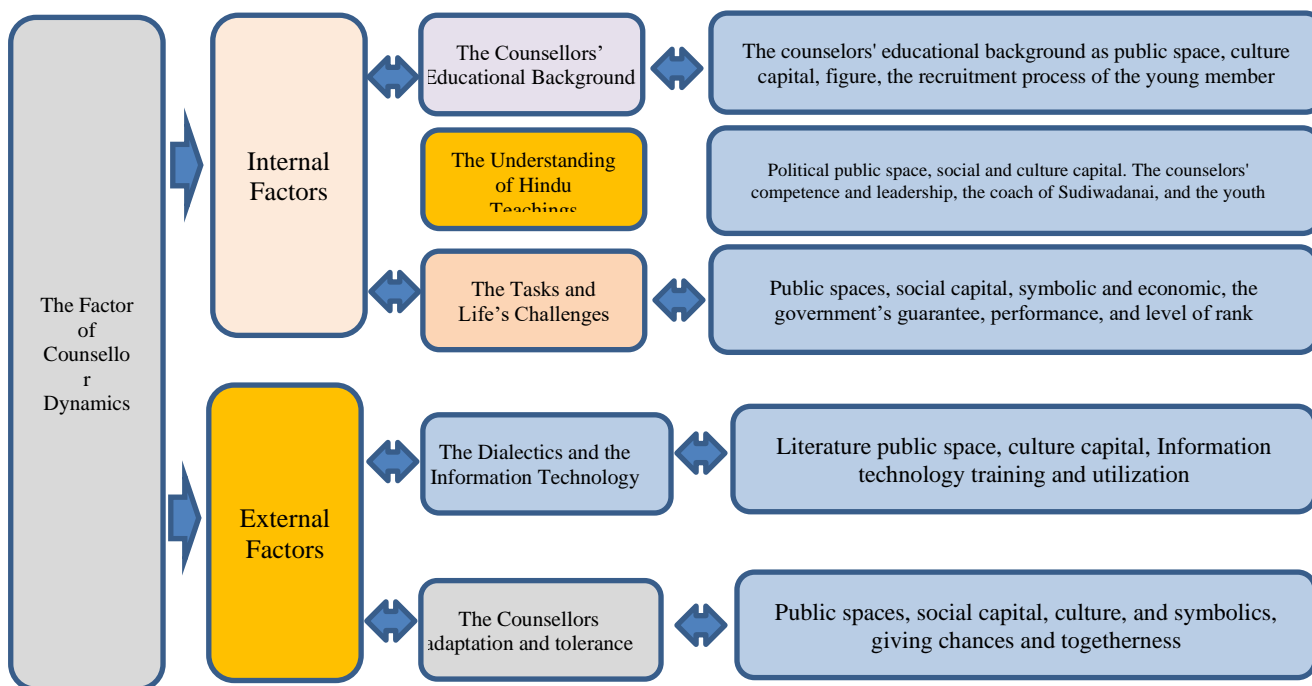 The Factor
of
Counsello
r
Dynamics
Internal
Factors
The Counsellors’
Educational Background
The counselors' educational background as public space, culture
capital, figure, the recruitment process of the young member
The Understanding
of Hindu
Teachings
Political public space, social and culture capital. The counselors'
competence and leadership, the coach of Sudiwadanai, and the youth
The Tasks and
Life’s Challenges
Public spaces, social capital, symbolic and economic, the
government’s guarantee, performance, and level of rank
External
Factors
The Dialectics and the
Information Technology
Literature public space, culture capital, Information
technology training and utilization
The Counsellors
adaptation and tolerance
Public spaces, social capital, culture, and symbolics,
giving chances and togetherness